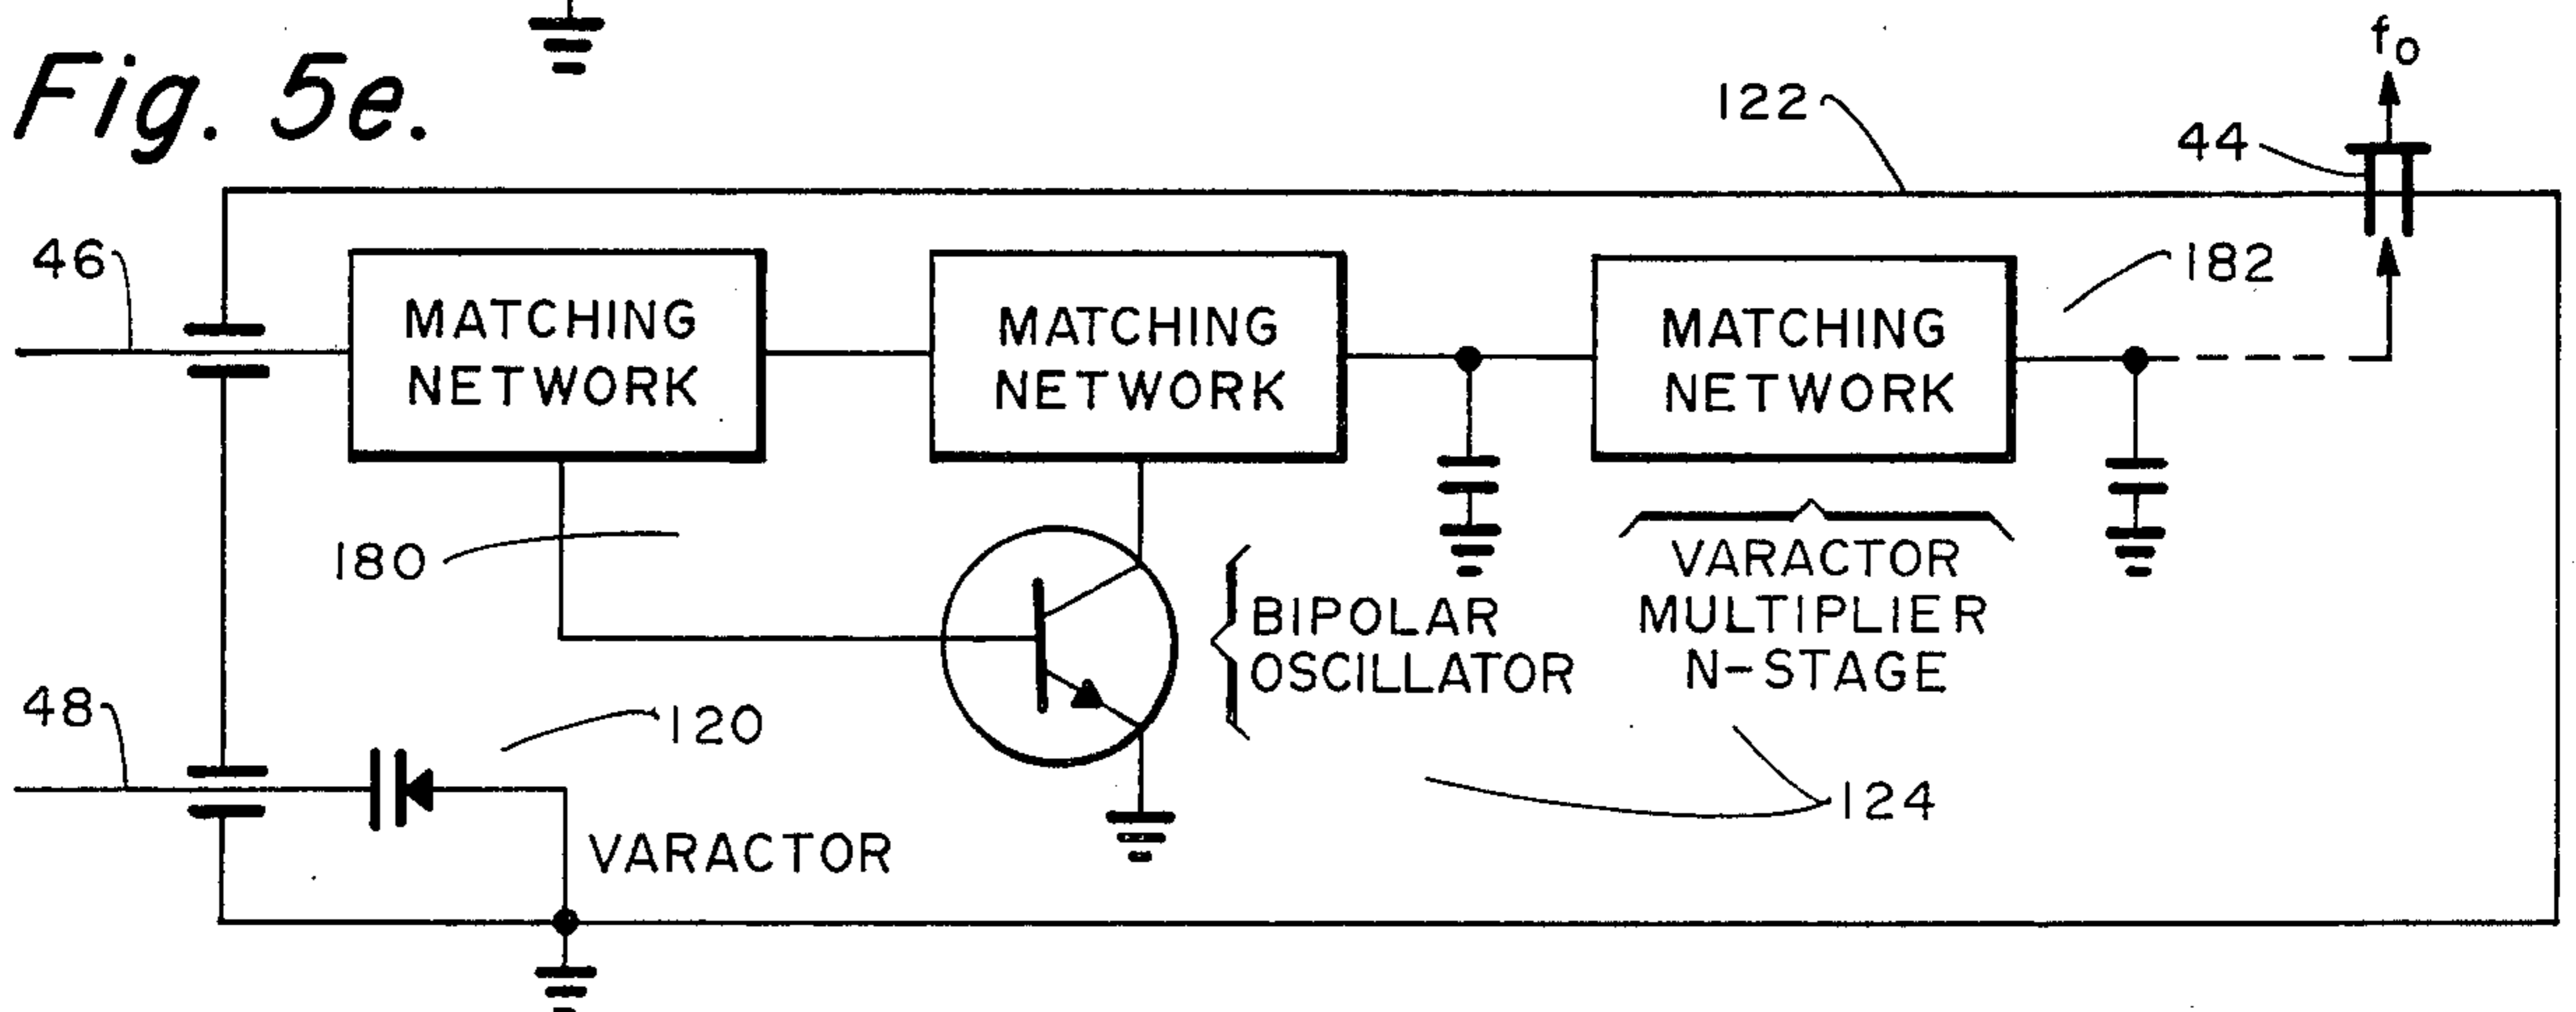 Fig. 5e.
f0
122
44
46
182
MATCHING
NETWORK
MATCHING
NETWORK
MATCHING
NETWORK
180
BIPOLAR
OSCILLATOR
VARACTOR
MULTIPLIER
N-STAGE
48
120
124
VARACTOR